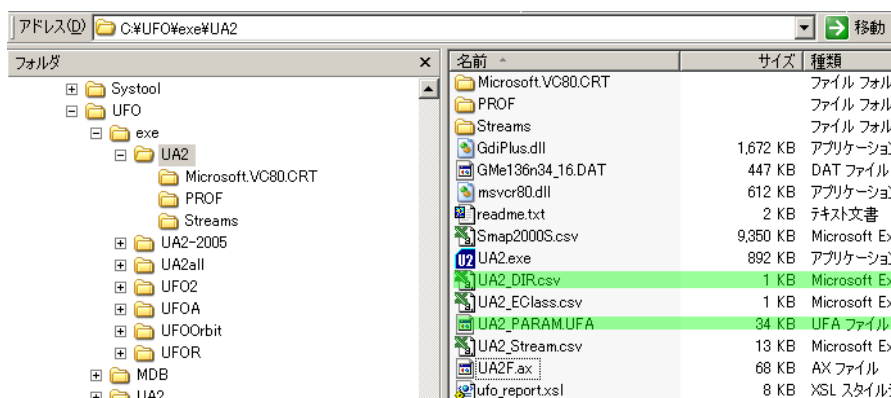 アドレス(D) C:¥UFO¥exe¥UA2 移動
フォルダ ×
Systool
UFO
exe
UA2
Microsoft.VC80.CRT
PROF
Streams
UA2-2005
UA2all
UFO2
UFOA
UFOOrbit
UFOR
MDB
UA2
名前 サイズ 種類
Microsoft.VC80.CRT ファイル フォル
PROF ファイル フォル
Streams ファイル フォル
GdiPlus.dll 1,672 KB アプリケーション
GMe136n34_16.DAT 447 KB DAT ファイル
msvcr80.dll 612 KB アプリケーション
readme.txt 2 KB テキスト文書
Smap2000S.csv 9,350 KB Microsoft Ex
UA2.exe 892 KB アプリケーション
UA2_DIR.csv 1 KB Microsoft Ex
UA2_EClass.csv 1 KB Microsoft Ex
UA2_PARAM.UFA 34 KB UFA ファイル
UA2_Stream.csv 13 KB Microsoft Ex
UA2F.ax 68 KB AX ファイル
ufo_report.xsl 8 KB XSL スタイル